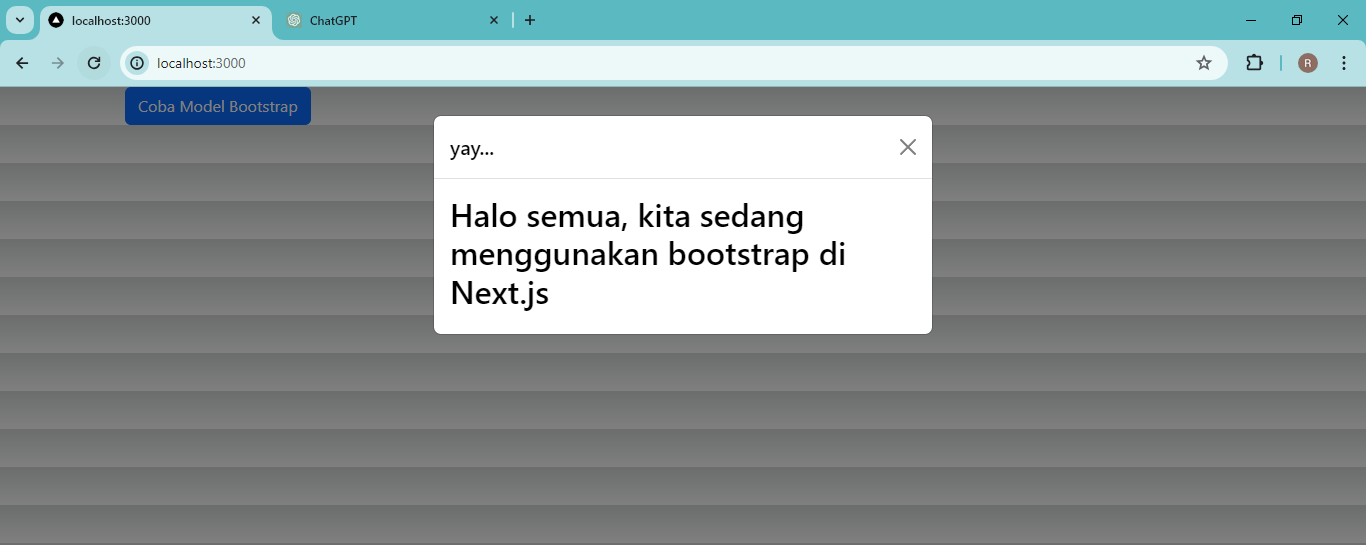 localhost:3000
ChatGPT
localhost:3000
R
Coba Model Bootstrap
yay...
Halo semua, kita sedang
menggunakan bootstrap di
Next.js